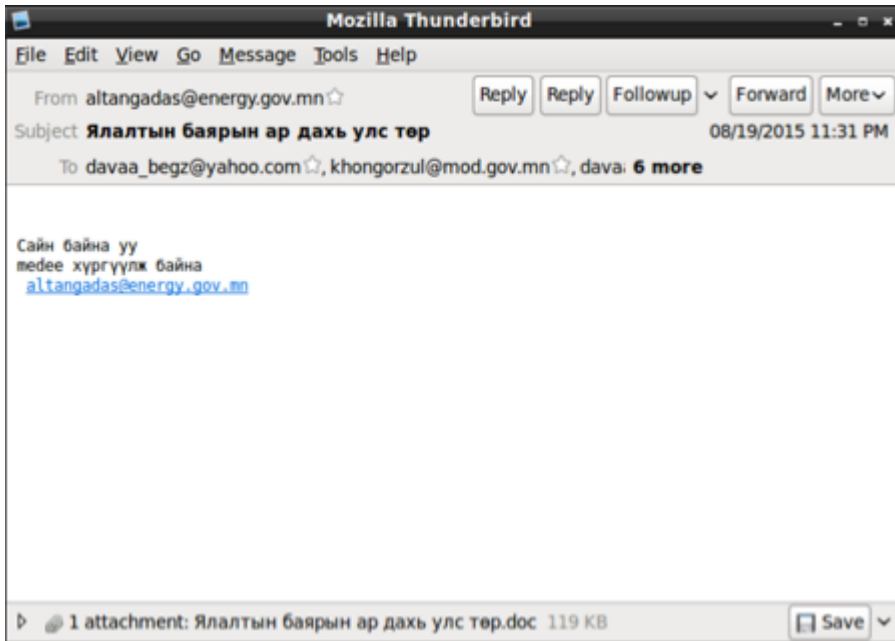 Mozilla Thunderbird
File Edit View Go Message Tools Help
From altangadas@energy.gov.mn Reply Reply Followup Forward More
Subject Ялалтын баярын ар дахь улс төр 08/19/2015 11:31 PM
To davaa_begz@yahoo.com, khongorzul@mod.gov.mn, dava 6 more
Сайн байна уу
medee хүргүүлж байна
altangadas@energy.gov.mn
1 attachment: Ялалтын баярын ар дахь улс төр.doc 119 KB Save